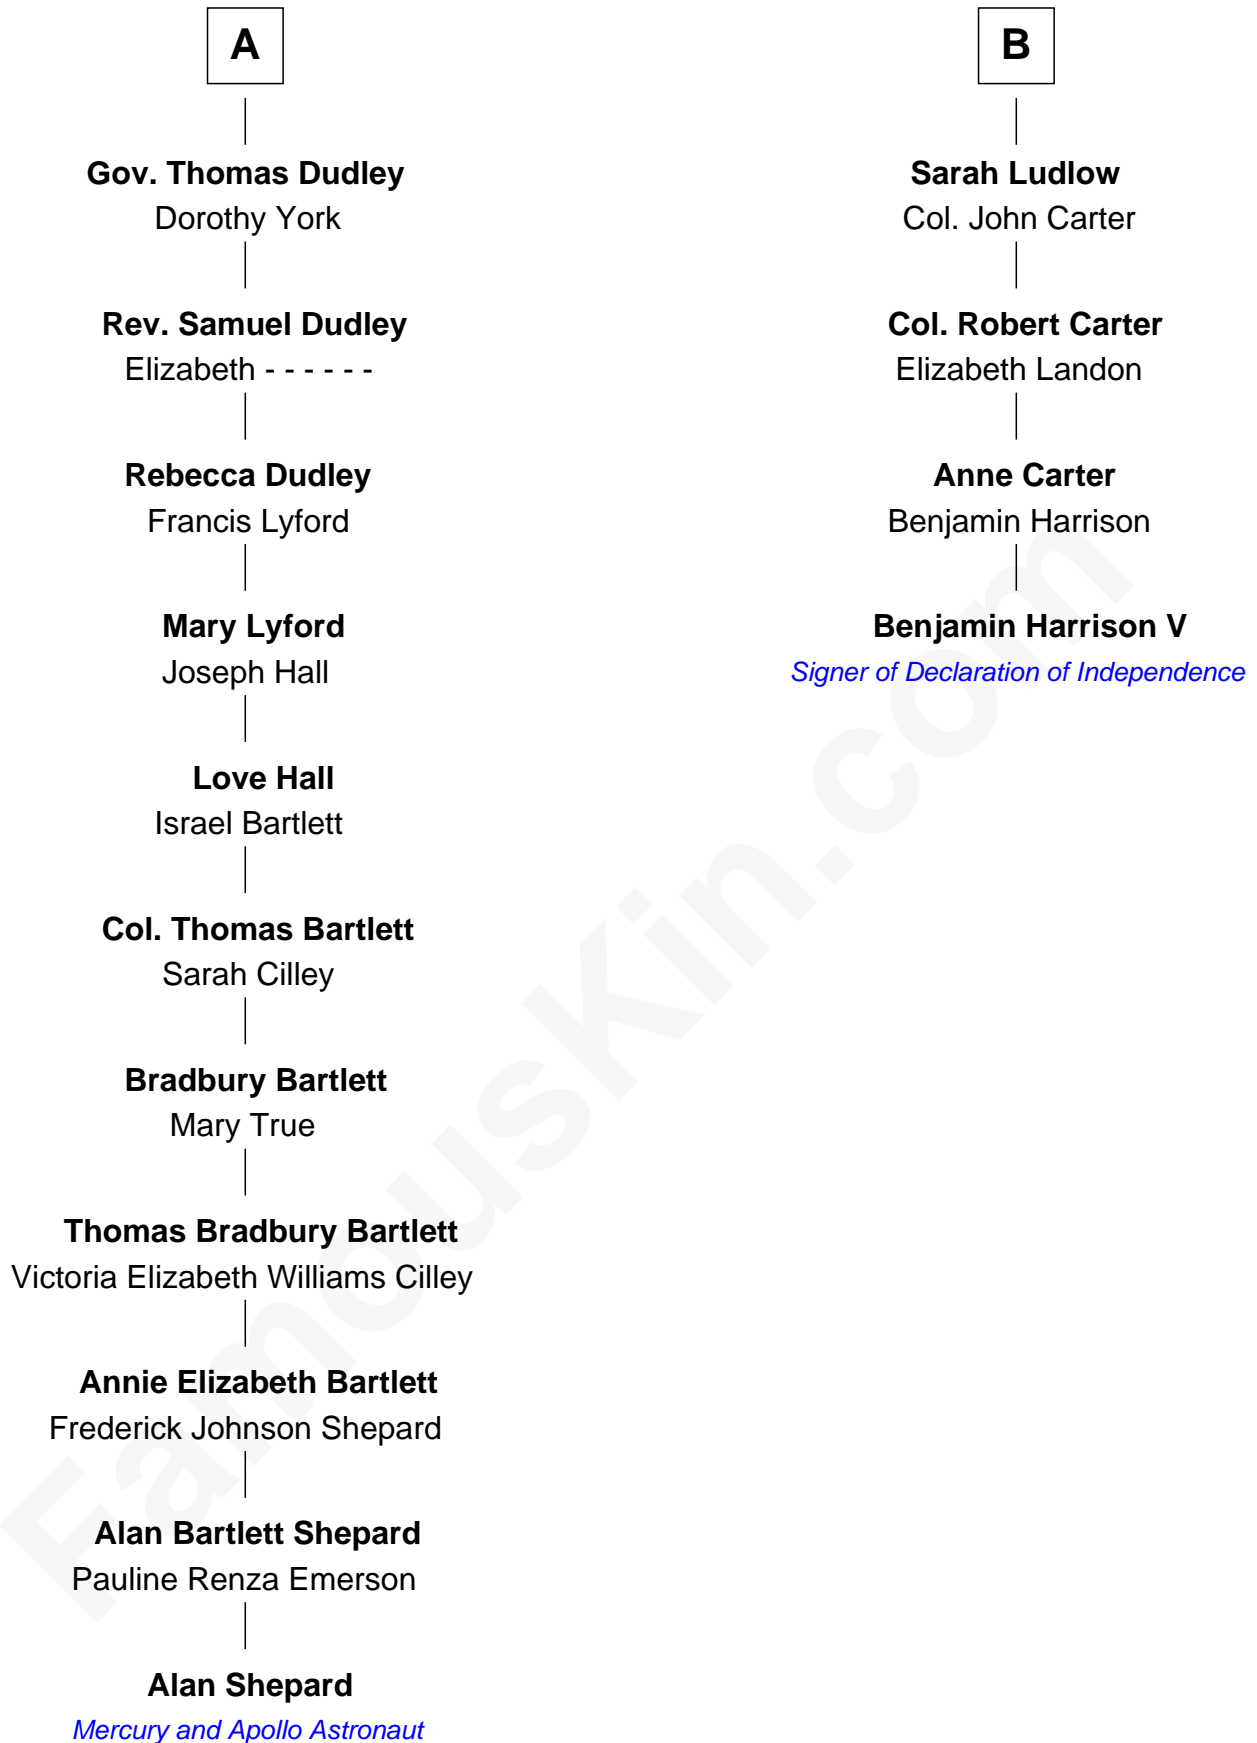 A
Gov. Thomas Dudley
Dorothy York
Rev. Samuel Dudley
Elizabeth - - - - - -
Rebecca Dudley
Francis Lyford
Mary Lyford
Joseph Hall
Love Hall
Israel Bartlett
Col. Thomas Bartlett
Sarah Cilley
Bradbury Bartlett
Mary True
Thomas Bradbury Bartlett
Victoria Elizabeth Williams Cilley
Annie Elizabeth Bartlett
Frederick Johnson Shepard
Alan Bartlett Shepard
Pauline Renza Emerson
Alan Shepard
Mercury and Apollo Astronaut
B
Sarah Ludlow
Col. John Carter
Col. Robert Carter
Elizabeth Landon
Anne Carter
Benjamin Harrison
Benjamin Harrison V
Signer of Declaration of Independence
FamousKin.com